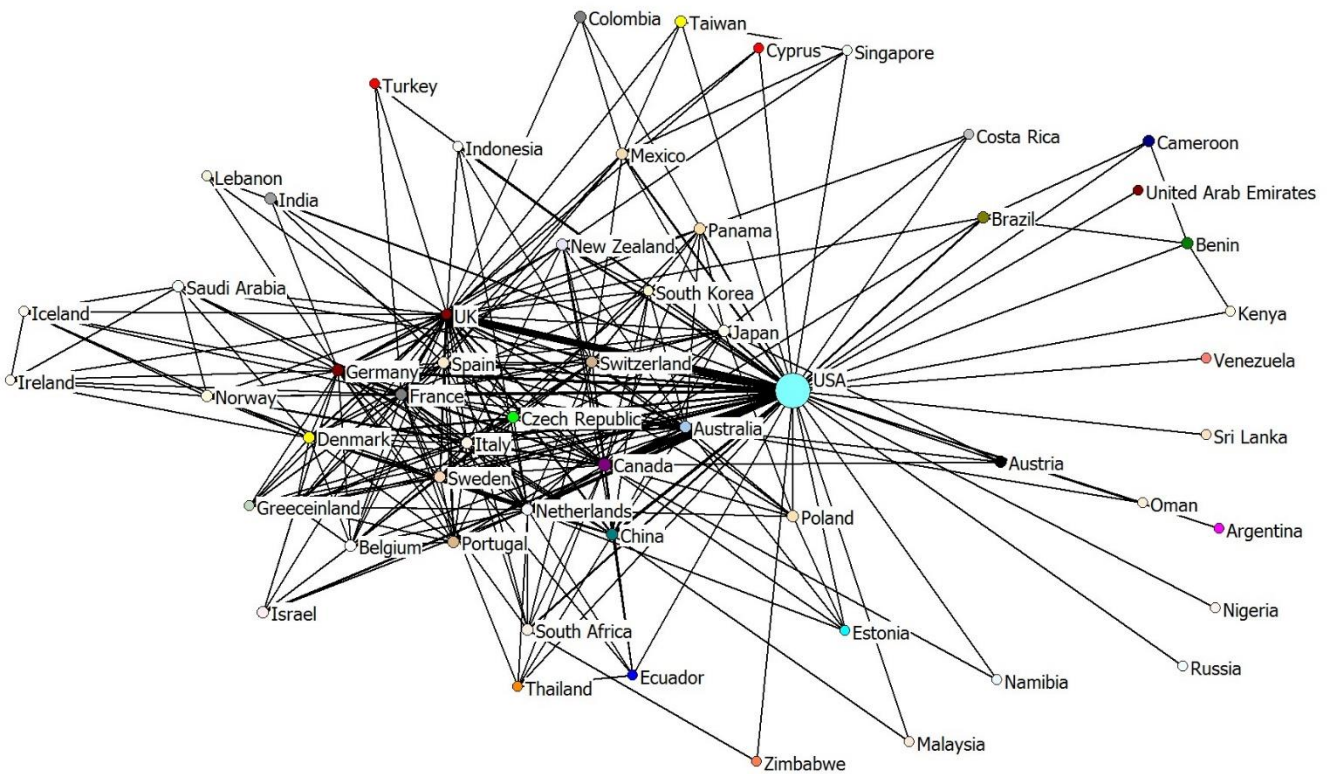 Colombia
Taiwan
Cyprus
Singapore
Turkey
Costa Rica
Cameroon
Indonesia
Mexico
Lebanon
India
United Arab Emirates
Brazil
Panama
New Zealand
Benin
Saudi Arabia
South Korea
Iceland
UK
Kenya
Japan
Spain
Switzerland
Venezuela
Germany
Ireland
USA
Norway
France
Czech Republic
Australia
Sri Lanka
Denmark
Italy
Canada
Austria
Sweden
Greeceinland
Netherlands
Poland
Oman
China
Argentina
Belgium
Portugal
Israel
Nigeria
South Africa
Estonia
Russia
Ecuador
Namibia
Thailand
Malaysia
Zimbabwe